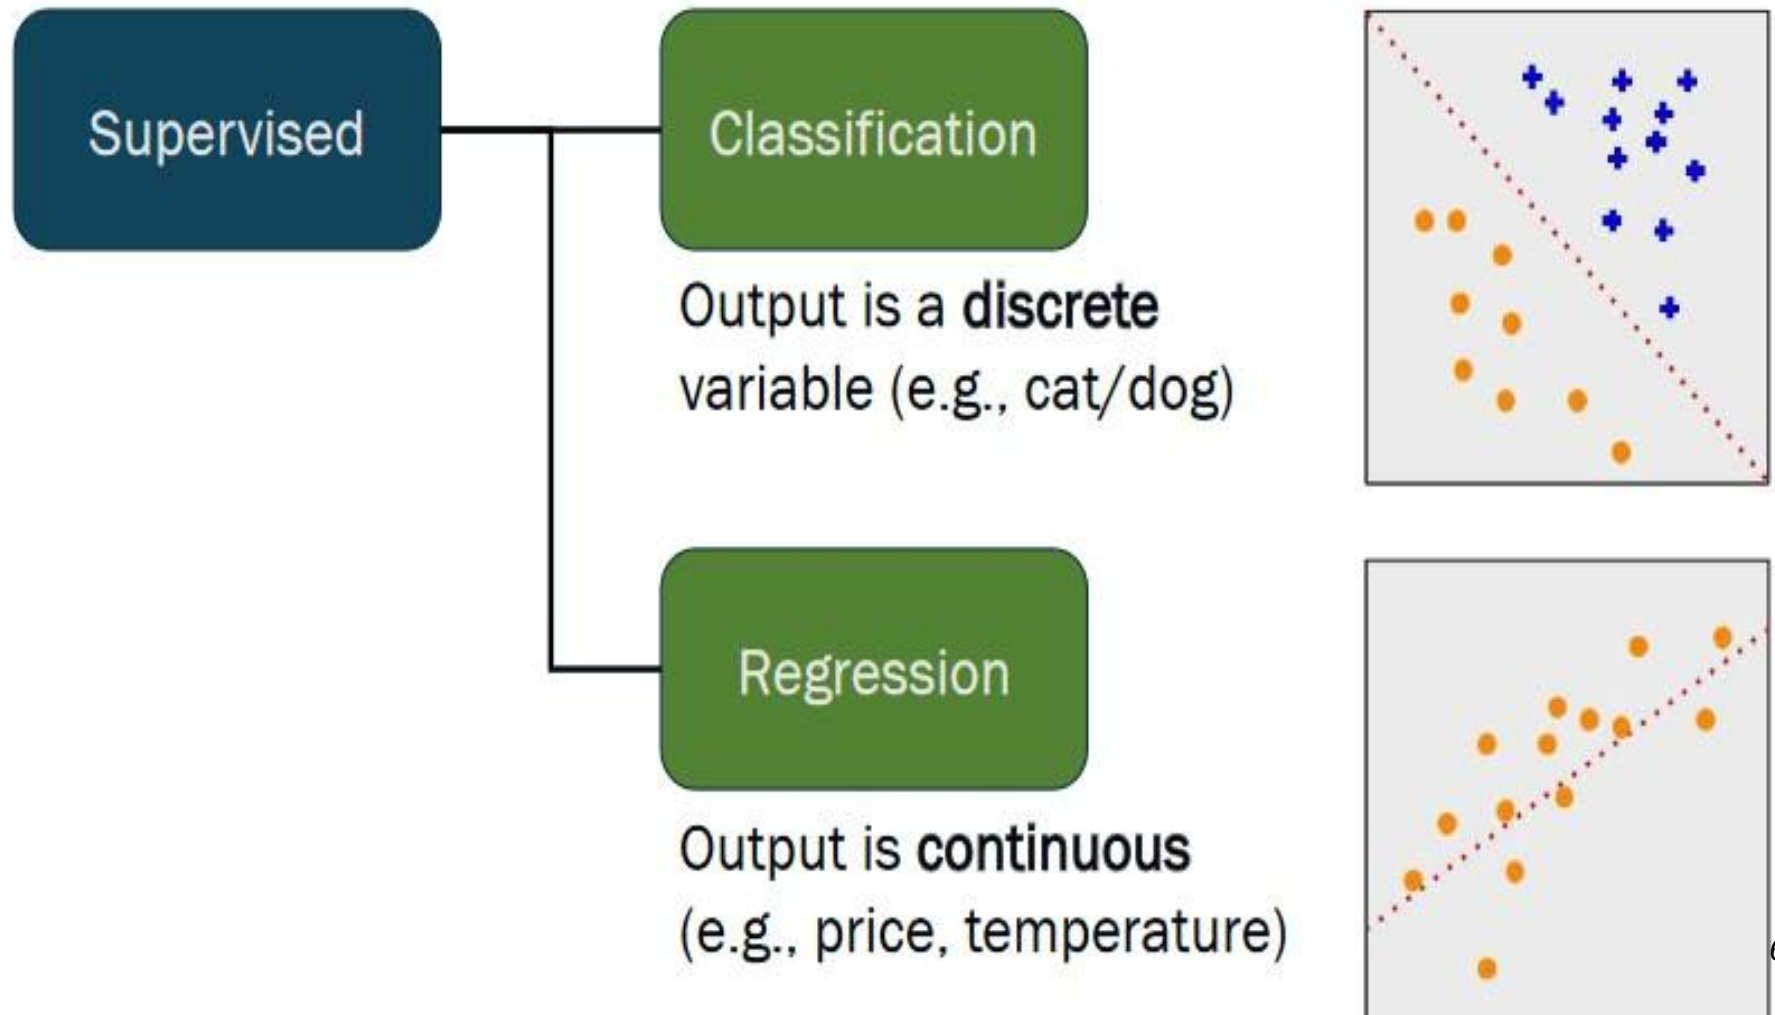 Supervised
Classification
Output is a discrete
variable (e.g., cat/dog)
Regression
Output is continuous
(e.g., price, temperature)